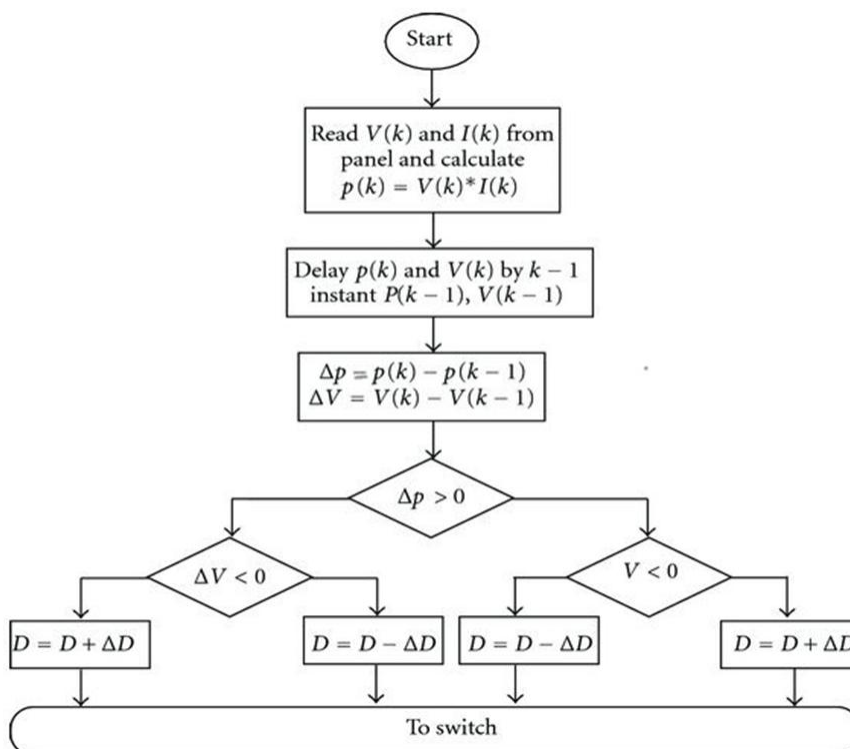 Start
Read V(k) and I(k) from
panel and calculate
p(k) = V(k)*I(k)
Delay p(k) and V(k) by k − 1
instant P(k − 1), V(k − 1)
Δp = p(k) − p(k − 1)
ΔV = V(k) − V(k − 1)
Δp > 0
ΔV < 0
V < 0
D = D + ΔD
D = D − ΔD
D = D − ΔD
D = D + ΔD
To switch